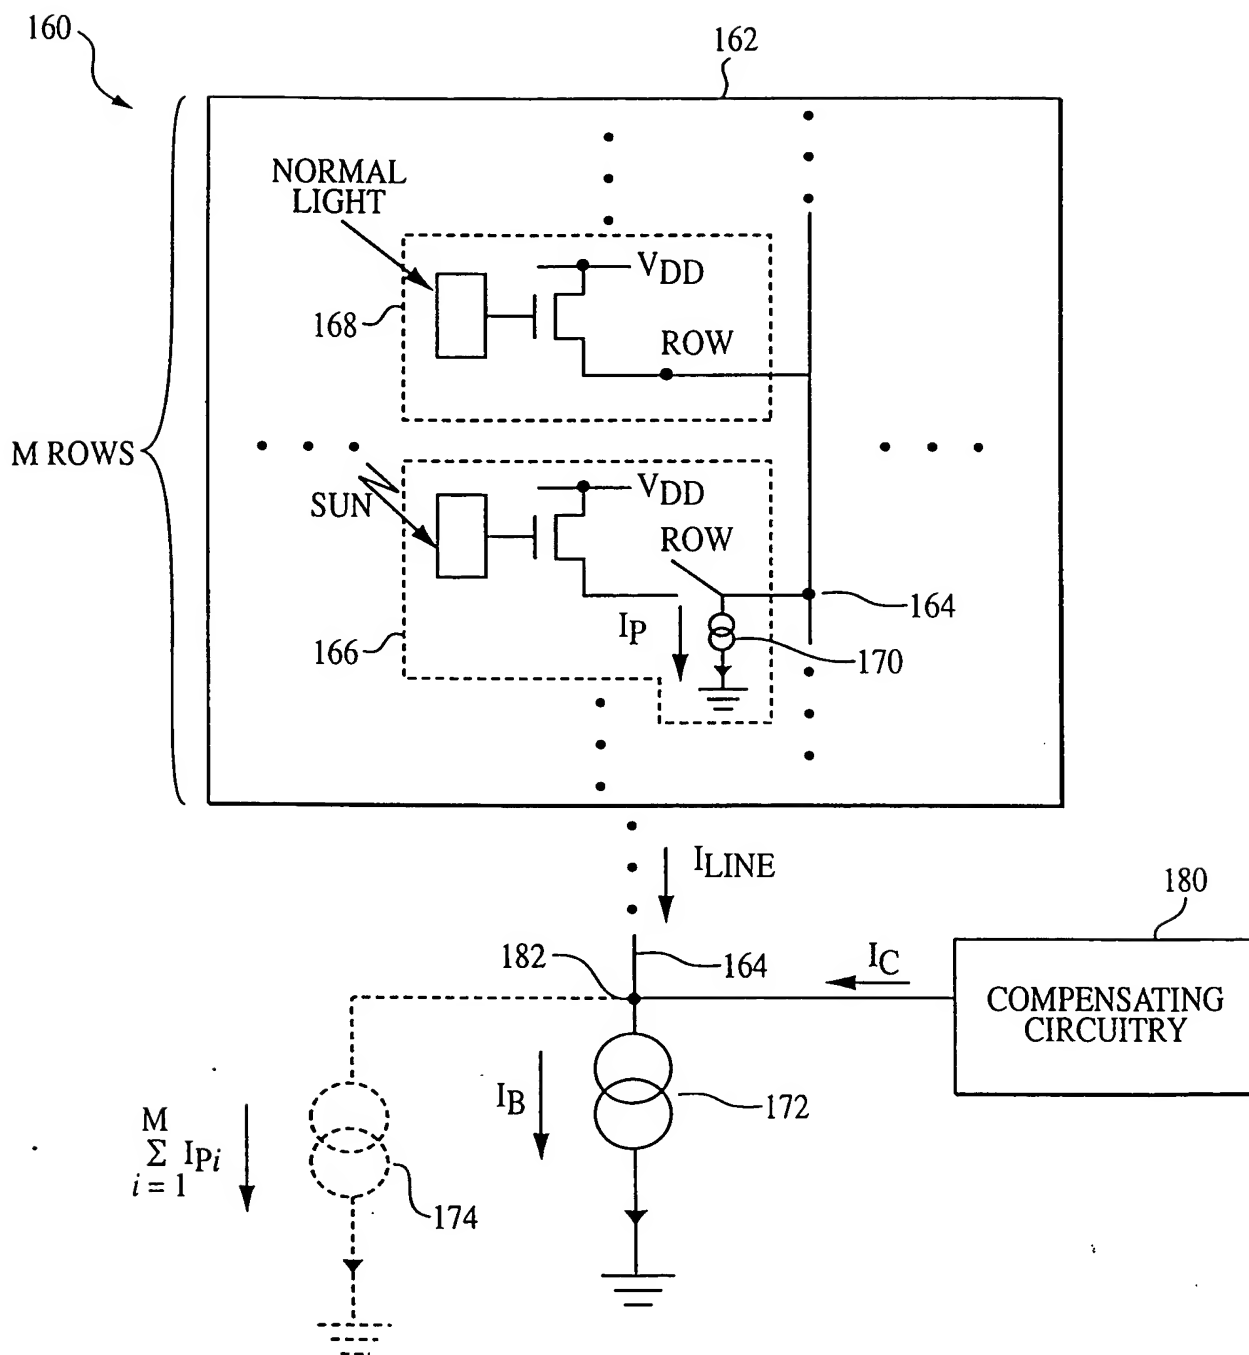 160
162
NORMAL
LIGHT
VDD
168
ROW
M ROWS
SUN
VDD
ROW
164
IP
170
166
ILINE
180
182
164
IC
COMPENSATING
CIRCUITRY
IB
172
M
Σ IPi
i = 1
174